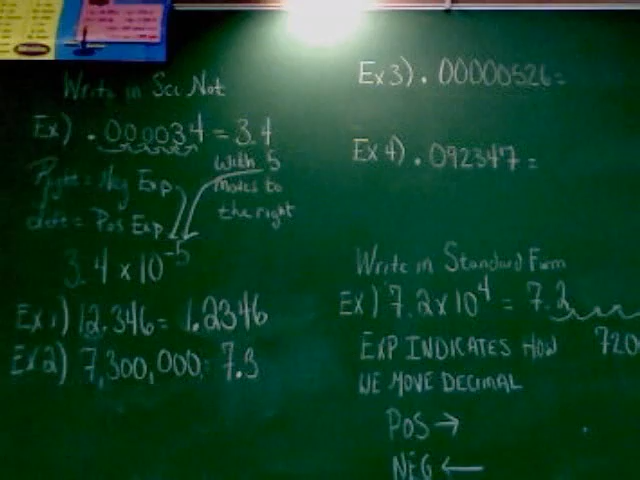 Write in Sci Not
Ex) .000034 = 3.4
with 5
moves to
the right
Right = Neg Exp
Left = Pos Exp
3.4 x 10⁻⁵
Ex 1) 12.346 = 1.2346
Ex 2) 7,300,000 = 7.3
Ex 3) .00000526 =
Ex 4) .092347 =
Write in Standard Form
Ex) 7.2 x 10⁴ = 7.2
EXP INDICATES HOW
720
WE MOVE DECIMAL
POS →
NEG ←